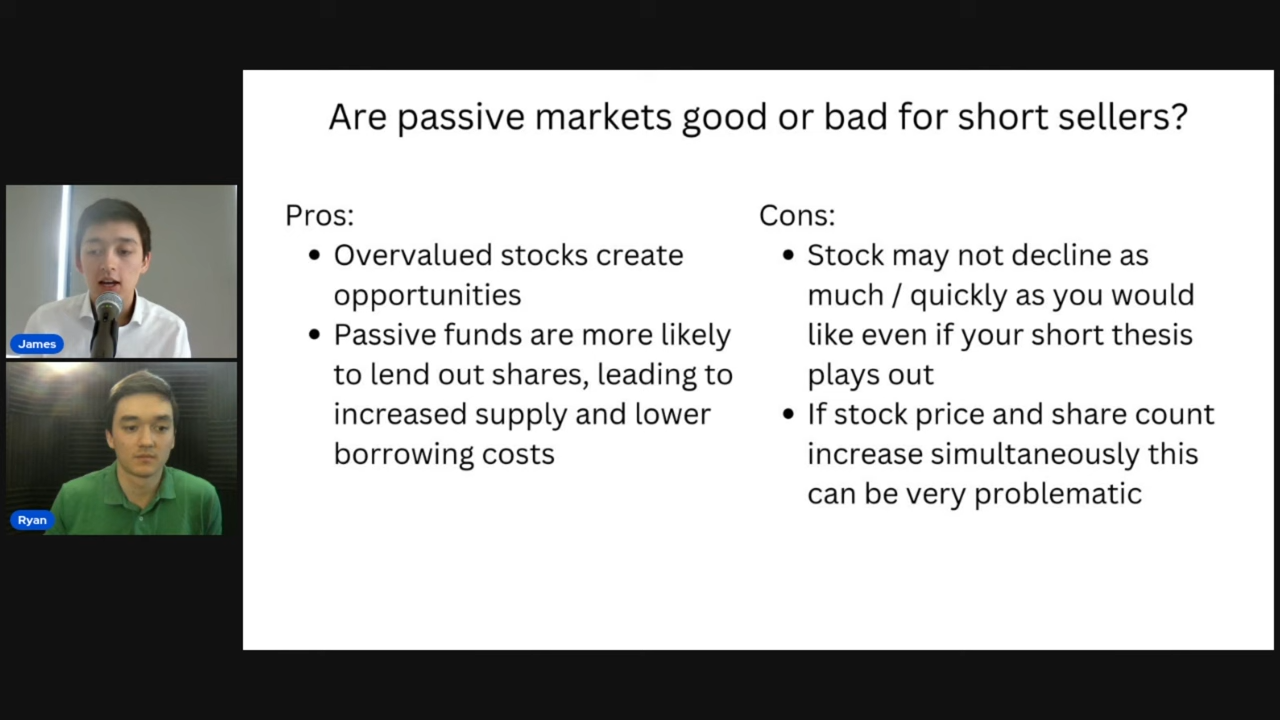 Are passive markets good or bad for short sellers?
Pros:
• Overvalued stocks create
opportunities
• Passive funds are more likely
to lend out shares, leading to
increased supply and lower
borrowing costs
Cons:
• Stock may not decline as
much / quickly as you would
like even if your short thesis
plays out
• If stock price and share count
increase simultaneously this
can be very problematic
James
Ryan